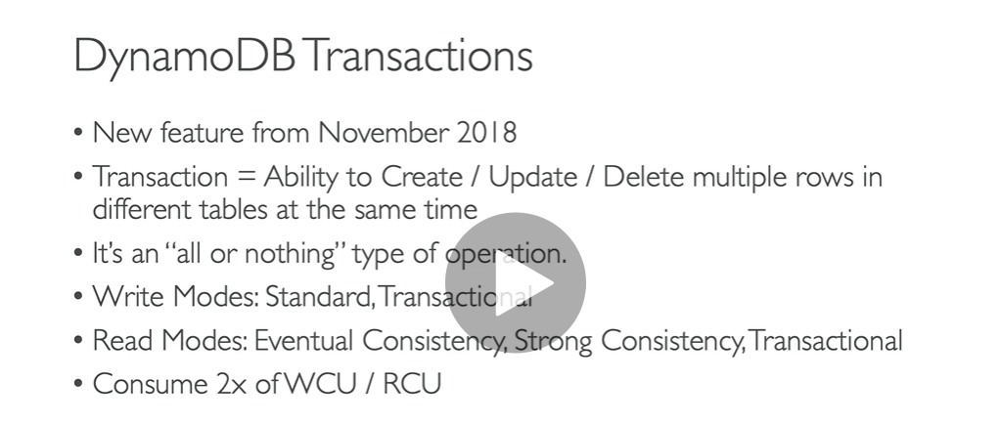 DynamoDB Transactions
• New feature from November 2018
• Transaction = Ability to Create / Update / Delete multiple rows in
different tables at the same time
• It’s an “all or nothing” type of operation.
• Write Modes: Standard, Transactional
• Read Modes: Eventual Consistency, Strong Consistency, Transactional
• Consume 2x of WCU / RCU